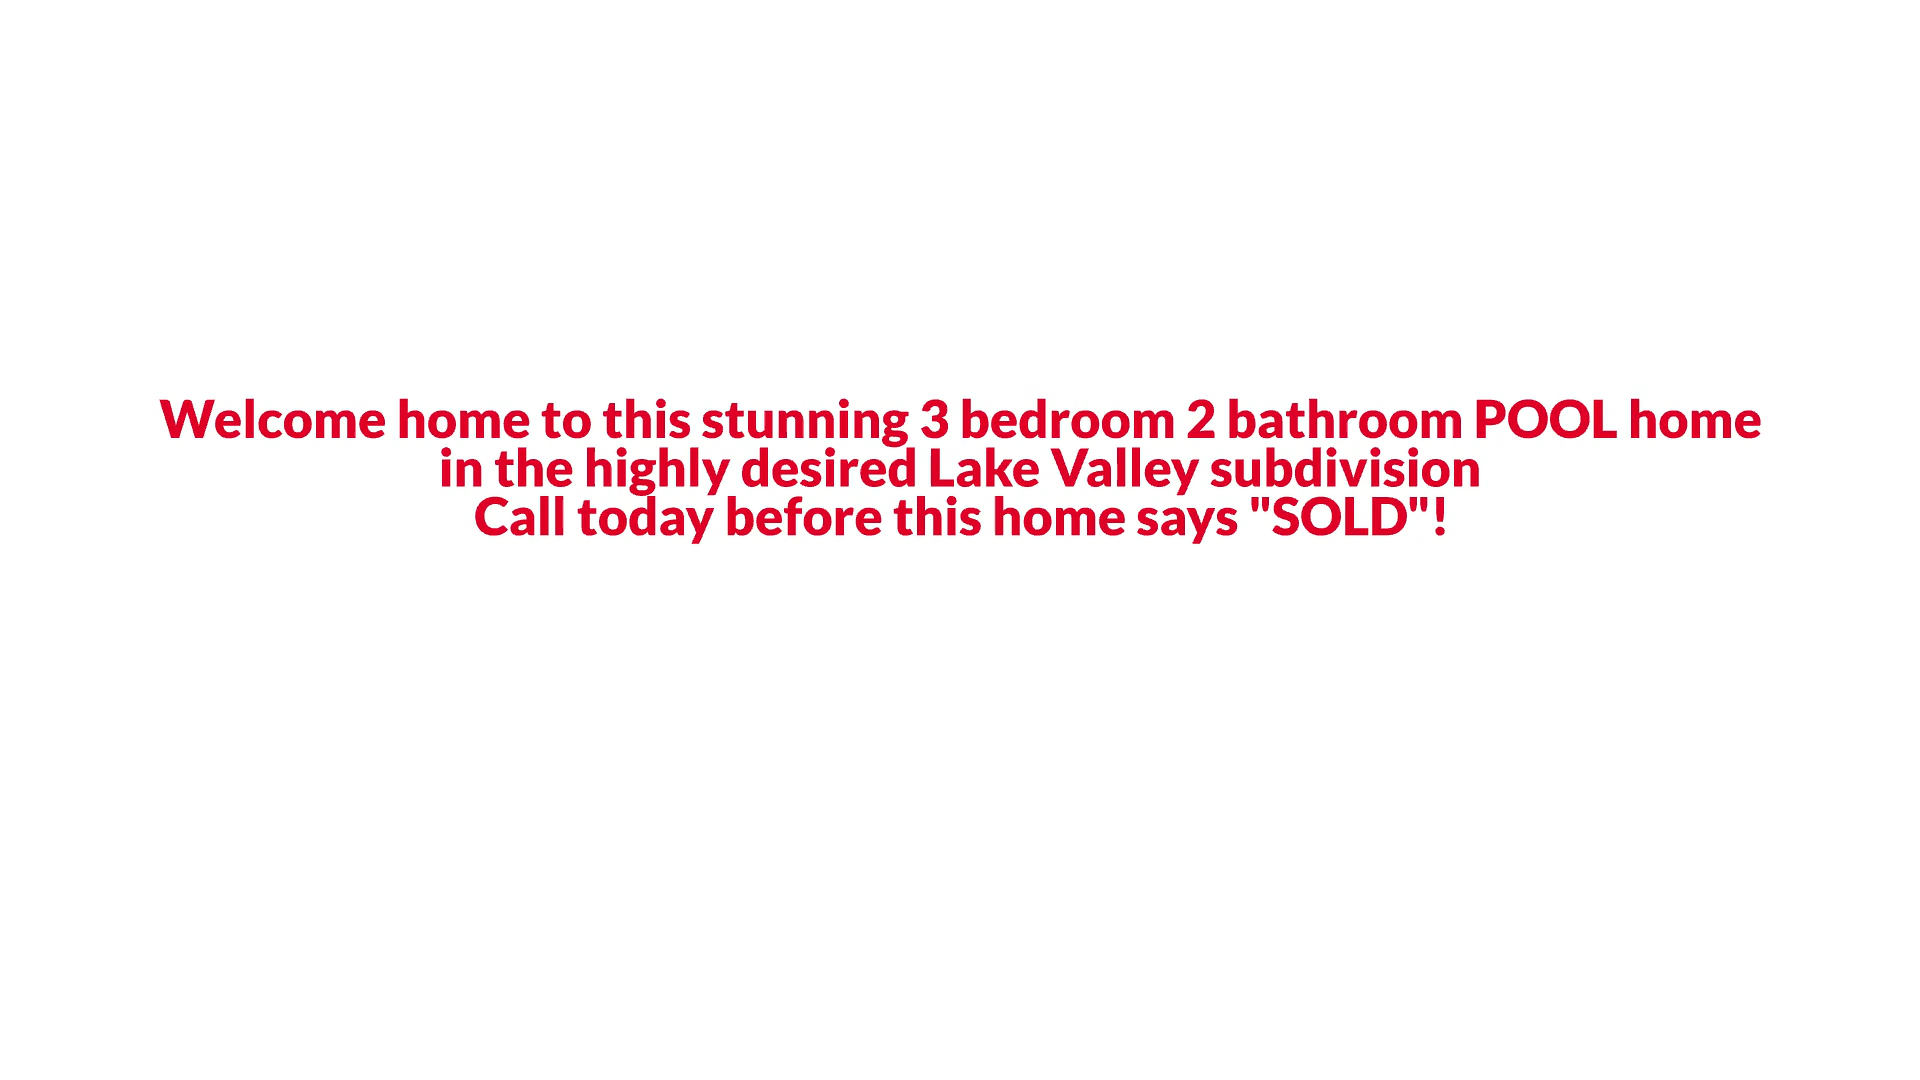 Welcome home to this stunning 3 bedroom 2 bathroom POOL home
in the highly desired Lake Valley subdivision
Call today before this home says "SOLD"!